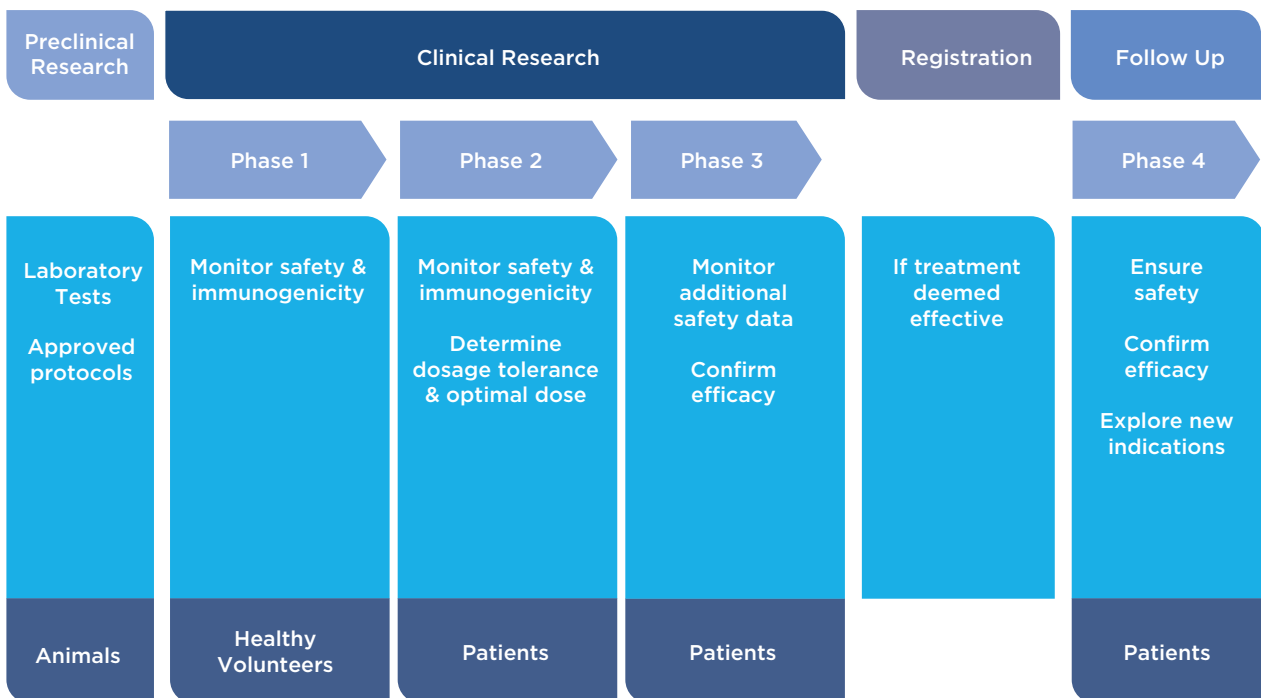 Preclinical
Research
Clinical Research
Registration
Follow Up
Phase 1
Phase 2
Phase 3
Phase 4
Laboratory
Tests
Approved
protocols
Monitor safety &
immunogenicity
Monitor safety &
immunogenicity
Determine
dosage tolerance
& optimal dose
Monitor
additional
safety data
Confirm
efficacy
If treatment
deemed
effective
Ensure
safety
Confirm
efficacy
Explore new
indications
Animals
Healthy
Volunteers
Patients
Patients
Patients